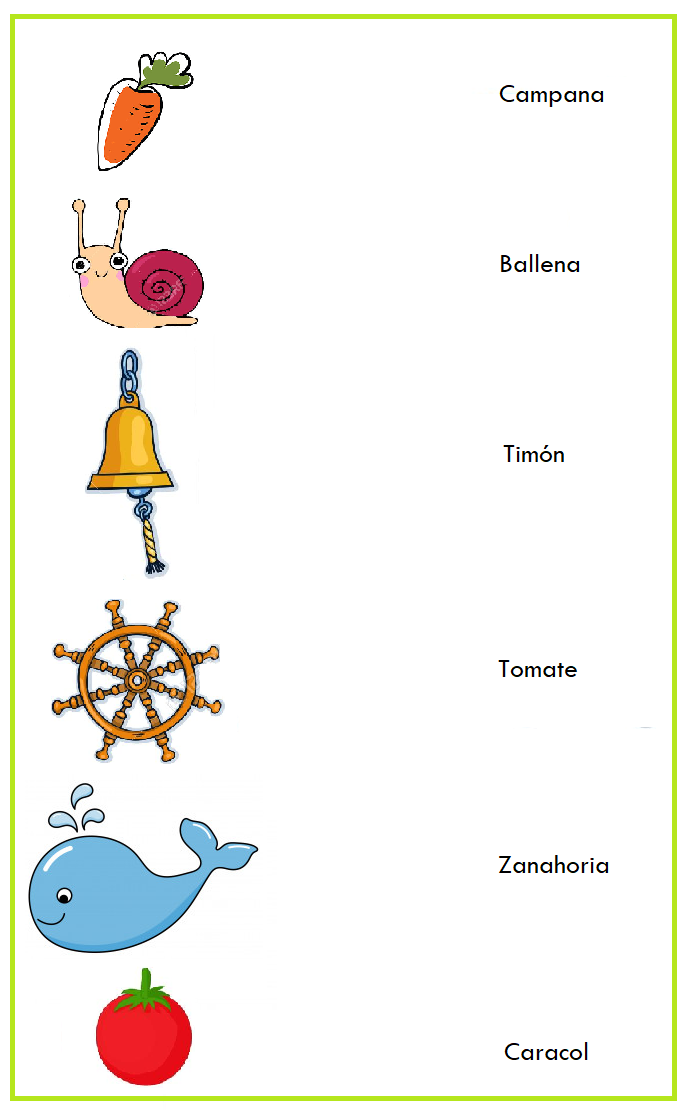 Campana
Ballena
Timón
Tomate
Zanahoria
Caracol